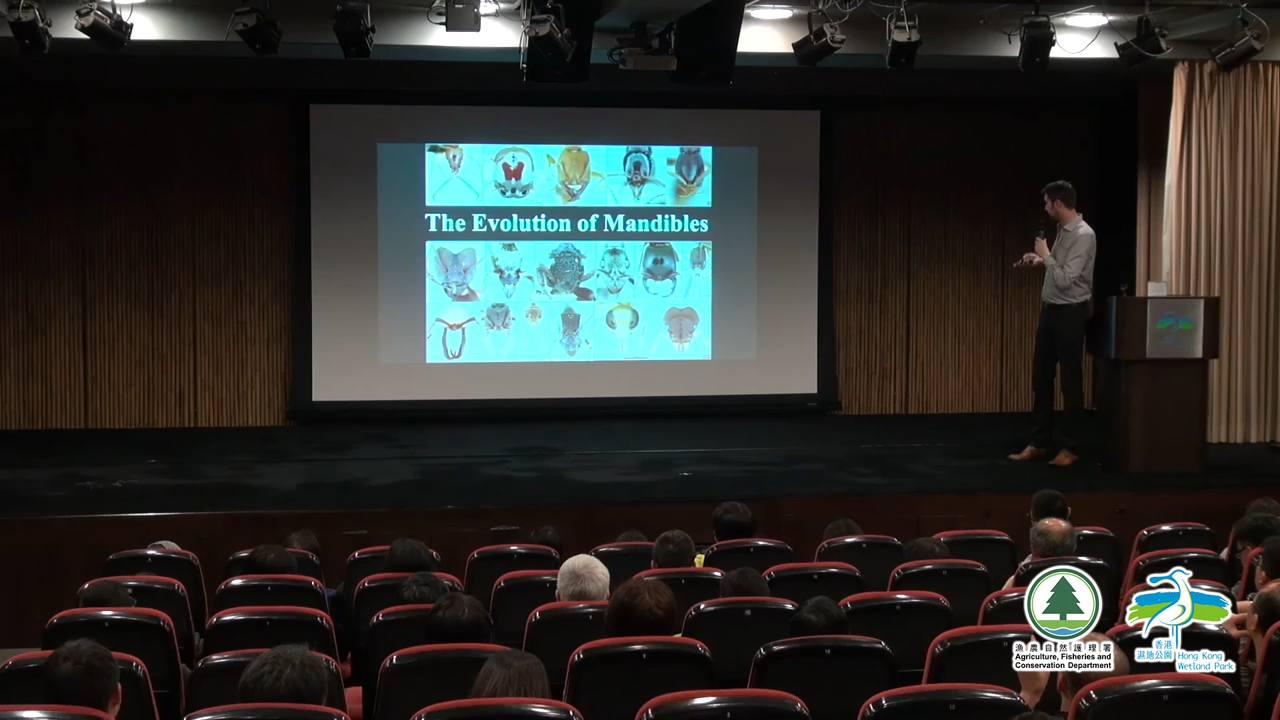 The Evolution of Mandibles
漁農自然護理署
Agriculture, Fisheries and
Conservation Department
香港
濕地公園
Hong Kong
Wetland Park